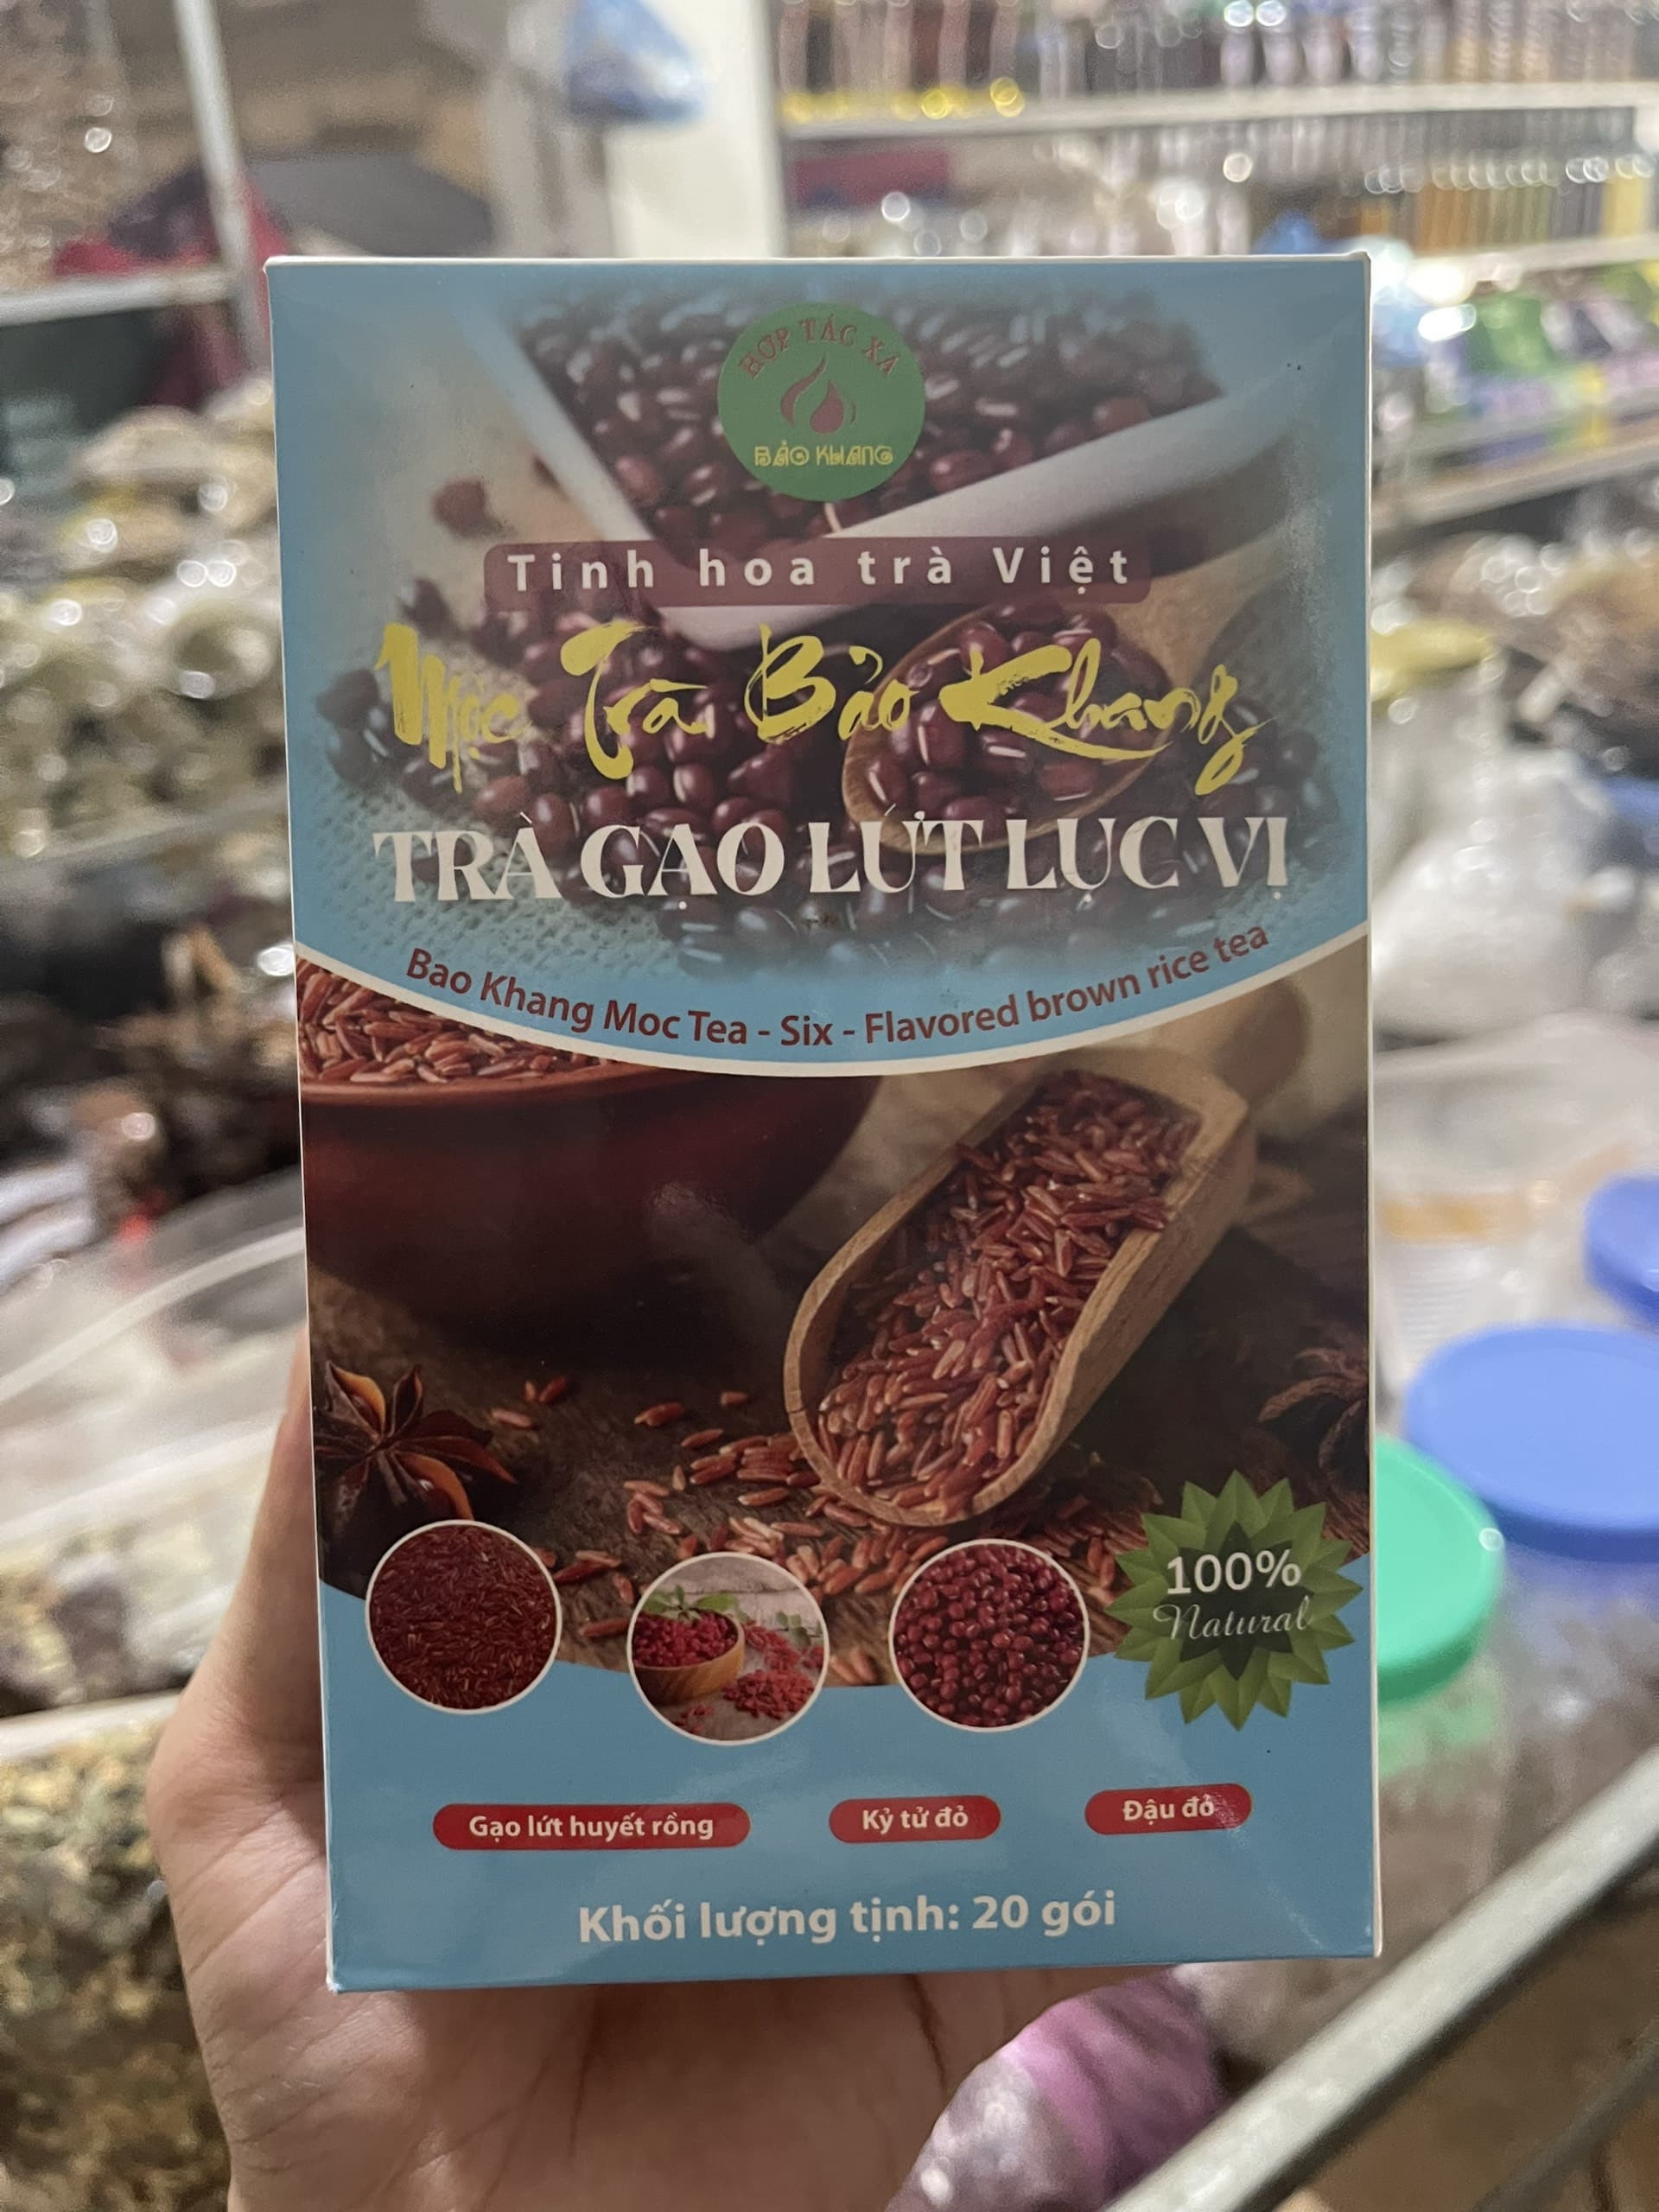 HỢP TÁC XÃ
BẢO KHANG
Tinh hoa trà Việt
Mộc Trà Bảo Khang
TRÀ GẠO LỨT LỤC VỊ
Bao Khang Moc Tea - Six - Flavored brown rice tea
100%
Natural
Gạo lứt huyết rồng
Kỷ tử đỏ
Đậu đỏ
Khối lượng tịnh: 20 gói